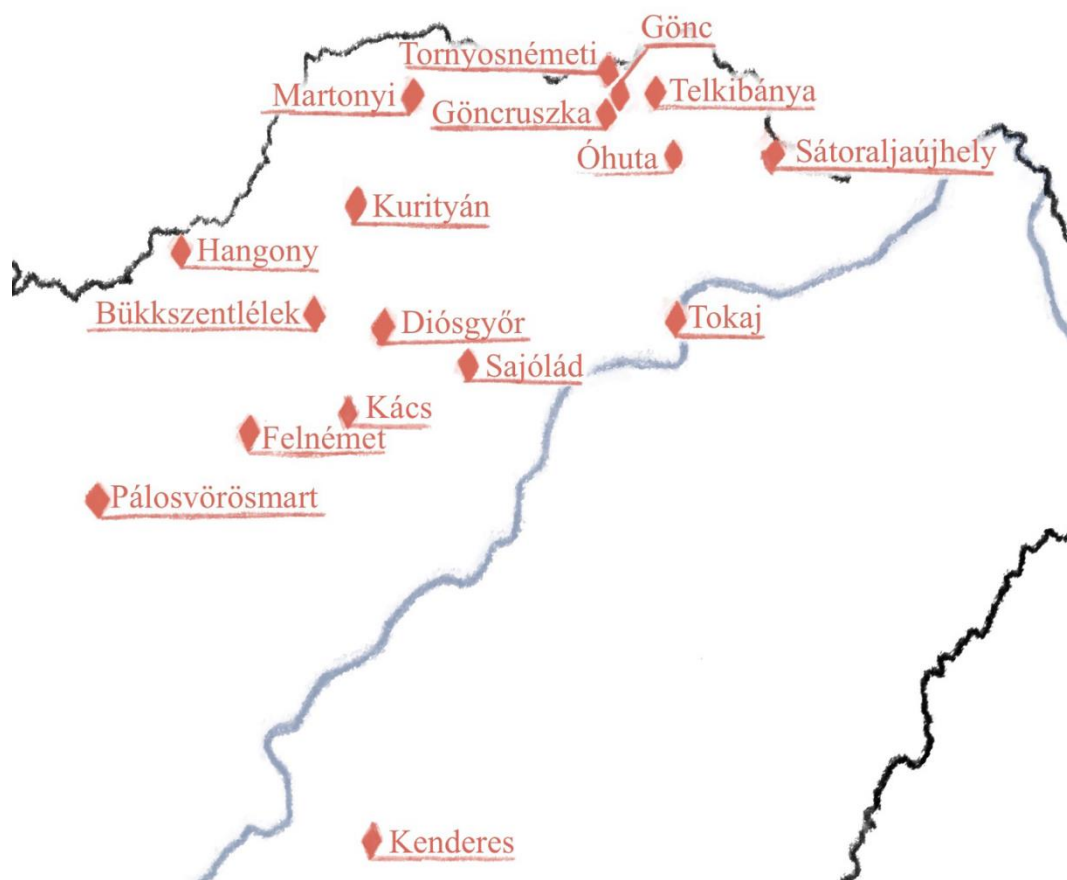 Gönc
Tornyosnémeti
Martonyi
Telkibánya
Göncruszka
Óhuta
Sátoraljaújhely
Kurityán
Hangony
Bükkszentlélek
Diósgyőr
Tokaj
Sajólád
Kács
Felnémet
Pálosvörösmart
Kenderes